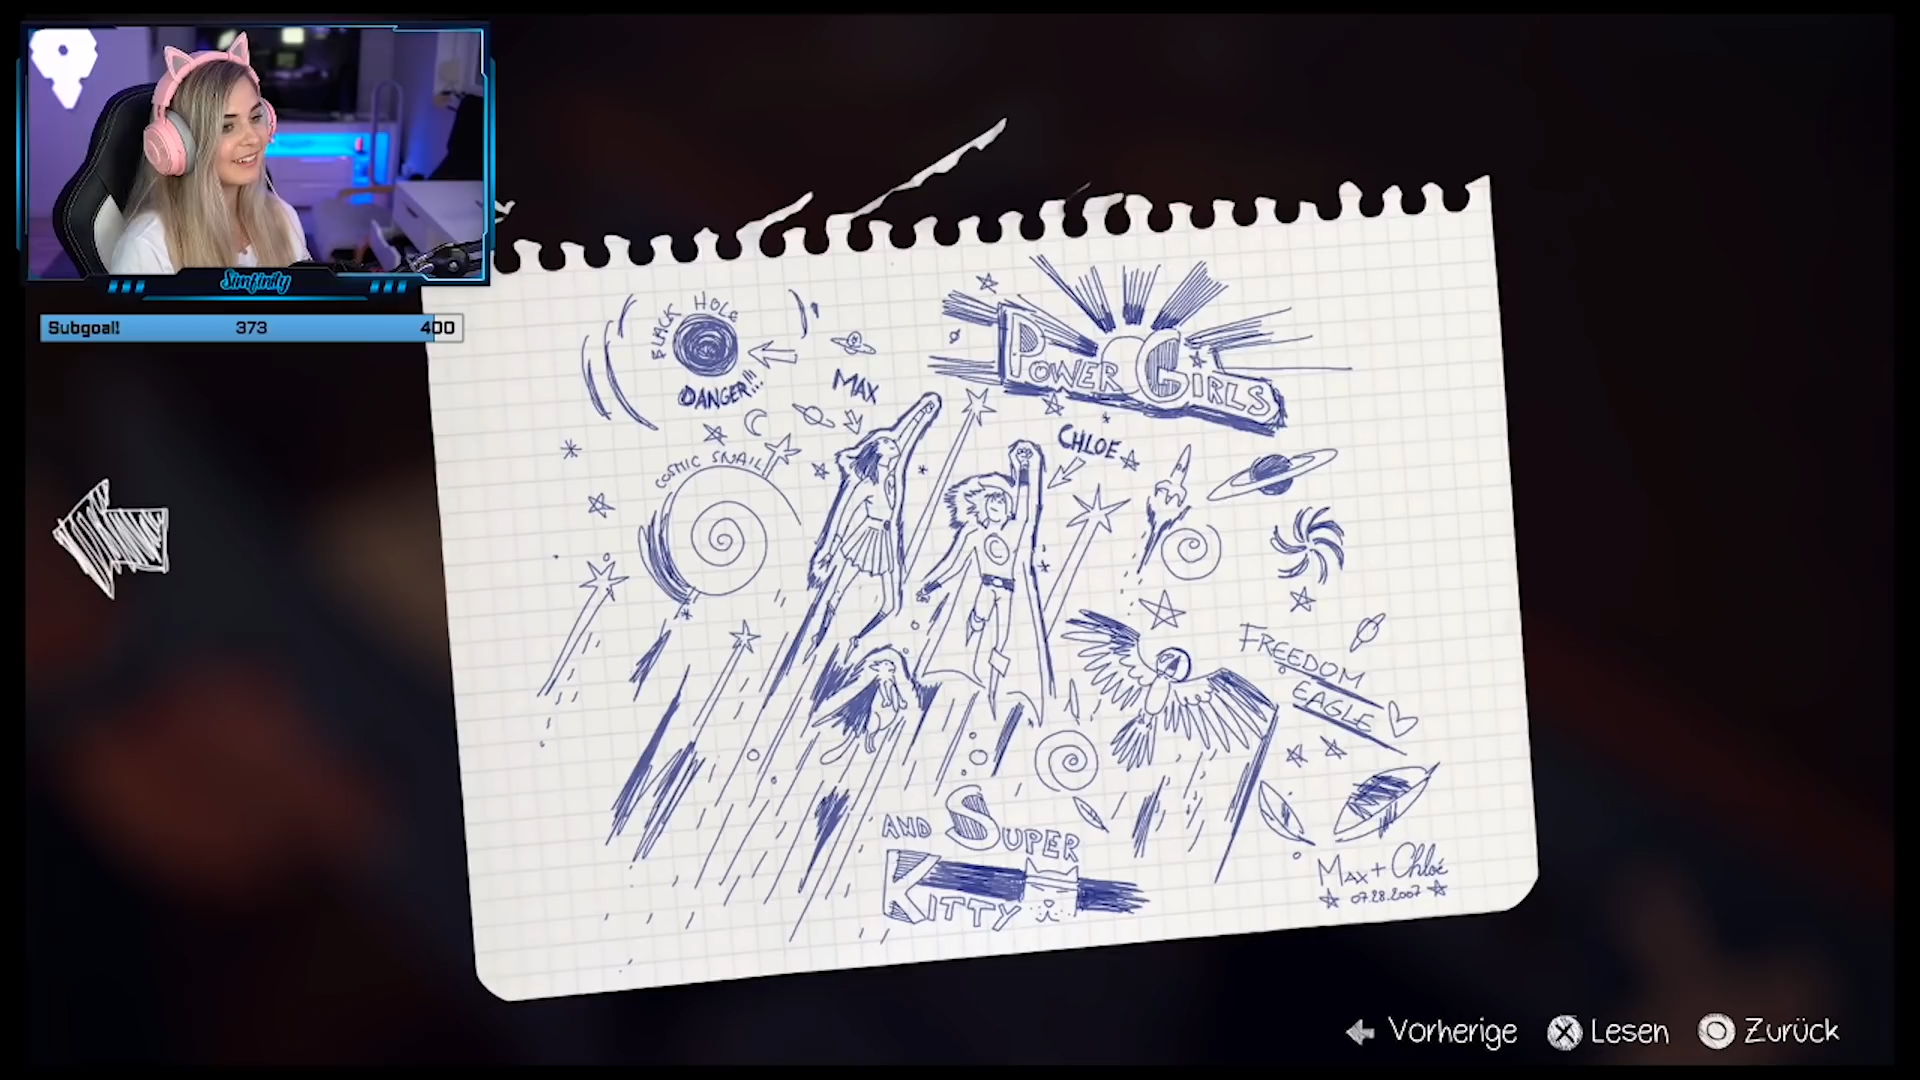 Simfinity
Subgoal! 373 400
BLACK HOLE
DANGER!!!
MAX
POWER GIRLS
CHLOE
COSMIC SNAIL
C
FREEDOM
EAGLE
AND SUPER
KITTY
MAX + Chloé
07.28.2007
Vorherige Lesen Zurück